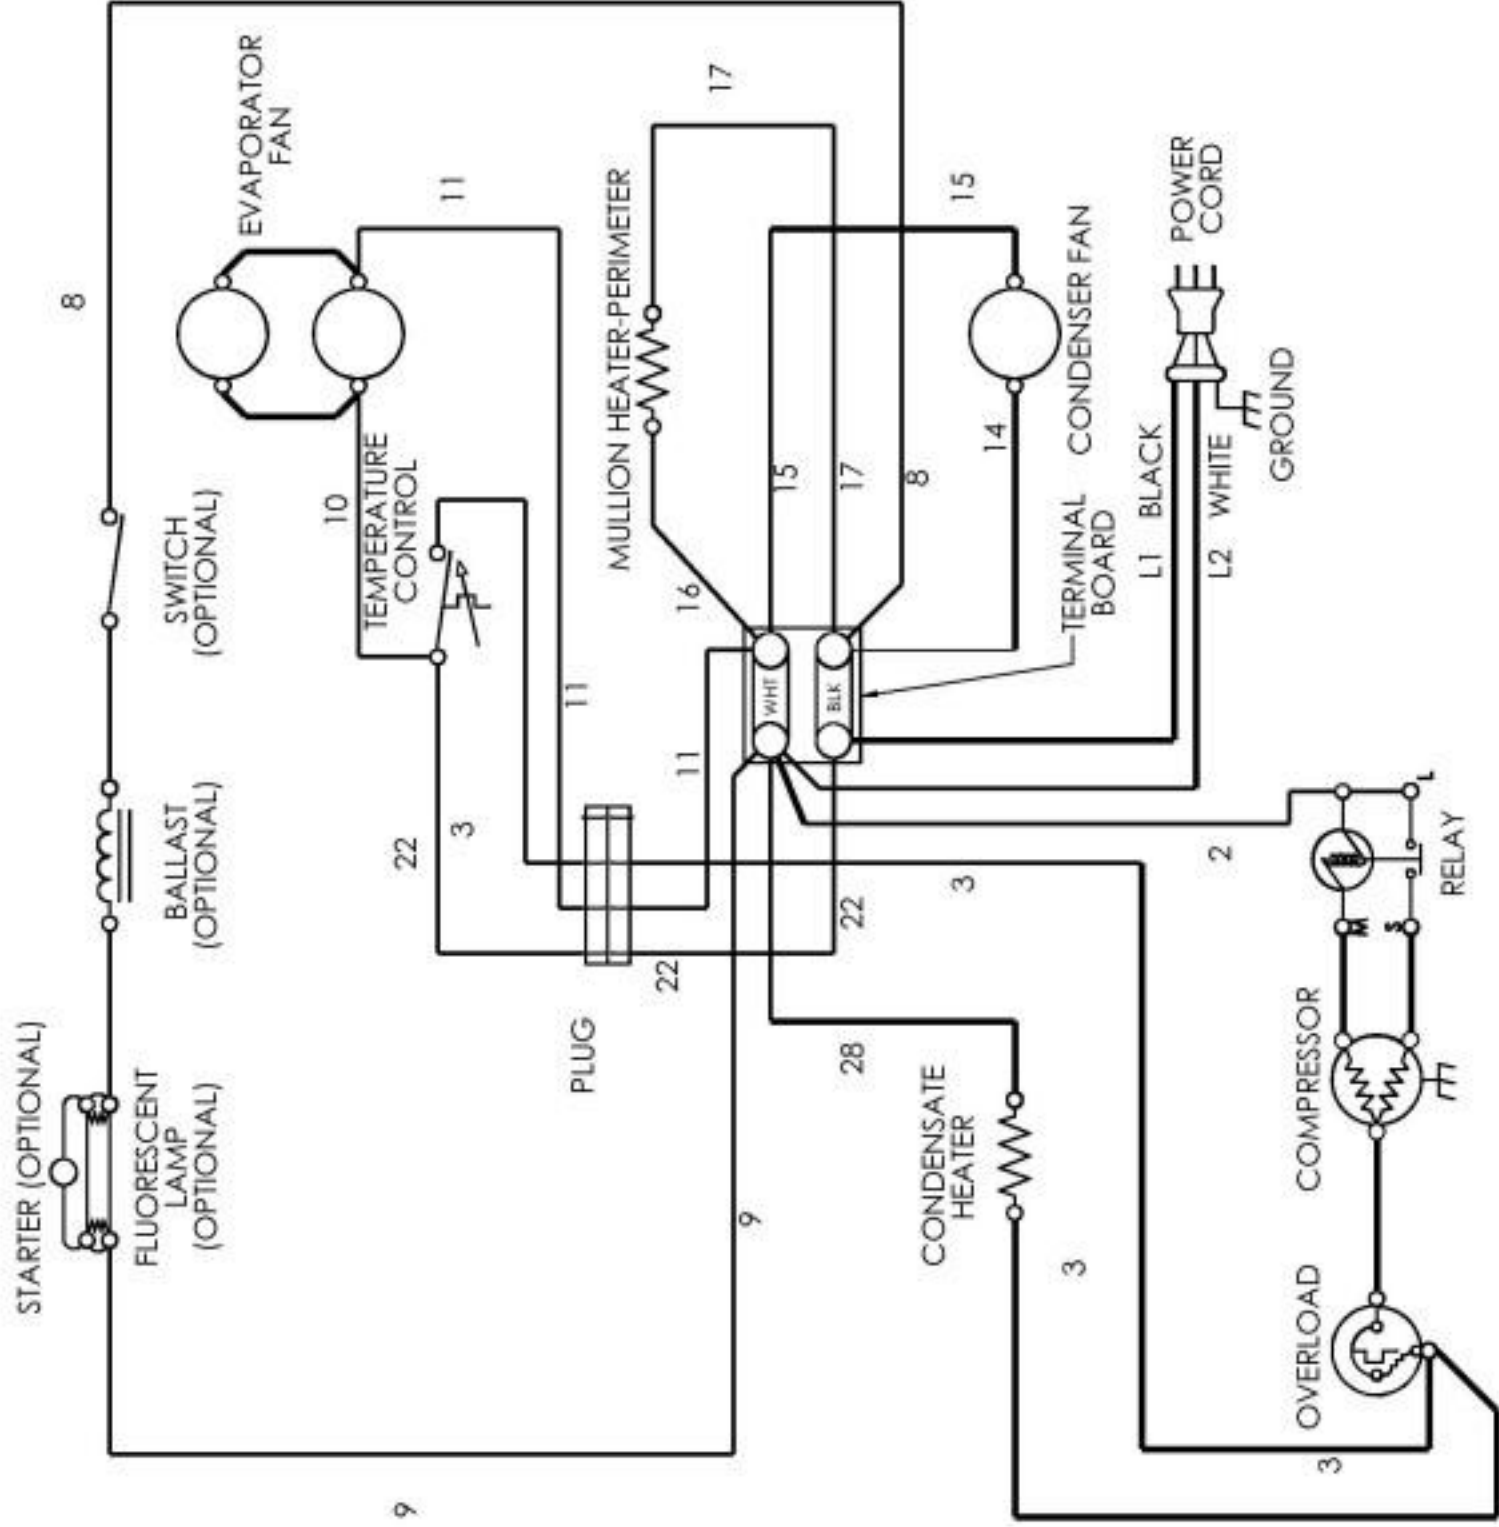 STARTER (OPTIONAL)
8
FLUORESCENT
LAMP
(OPTIONAL)
BALLAST
(OPTIONAL)
SWITCH
(OPTIONAL)
EVAPORATOR
FAN
10
TEMPERATURE
CONTROL
9
22
3
11
11
PLUG
MULLION HEATER-PERIMETER
22
11
16
17
9
WHT
15
BLK
28
22
17
8
CONDENSATE
HEATER
3
14
15
TERMINAL
BOARD
CONDENSER FAN
3
L1 BLACK
POWER
CORD
L2 WHITE
2
GROUND
OVERLOAD
COMPRESSOR
3
M
S
L
RELAY